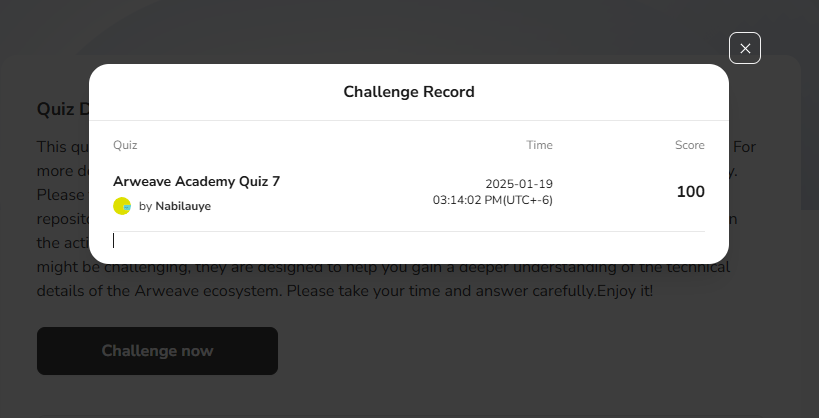 Challenge Record
Quiz Time Score
Arweave Academy Quiz 7
by Nabilauye
2025-01-19
03:14:02 PM(UTC+-6)
100
Quiz D
This qu For
more de y.
Please
reposito n
the acti
might be challenging, they are designed to help you gain a deeper understanding of the technical
details of the Arweave ecosystem. Please take your time and answer carefully.Enjoy it!
Challenge now